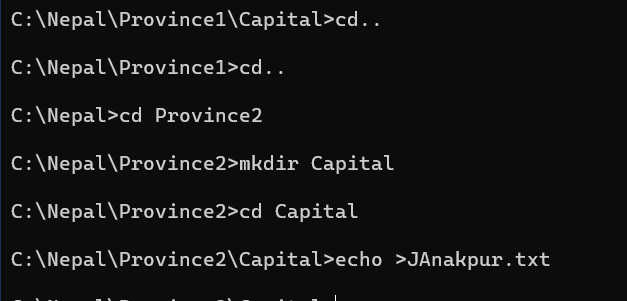 C:\Nepal\Province1\Capital>cd..
C:\Nepal\Province1>cd..
C:\Nepal>cd Province2
C:\Nepal\Province2>mkdir Capital
C:\Nepal\Province2>cd Capital
C:\Nepal\Province2\Capital>echo >JAnakpur.txt